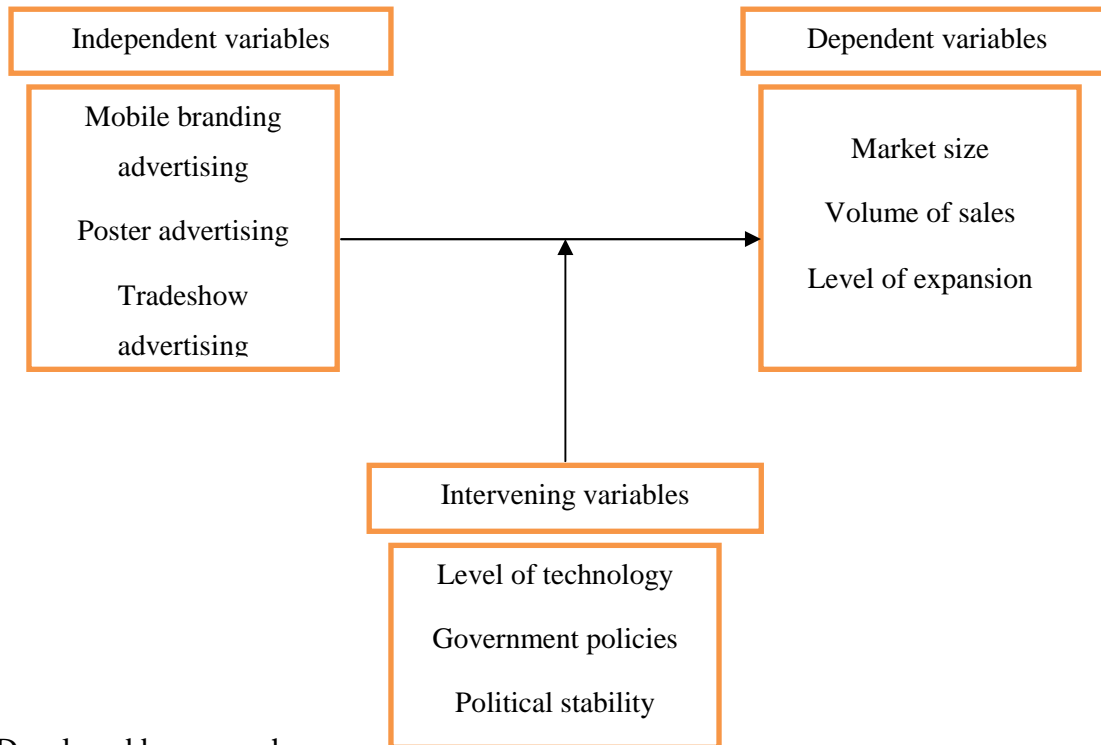 Independent variables
Dependent variables
Mobile branding
advertising
Poster advertising
Tradeshow
advertising
Market size
Volume of sales
Level of expansion
Intervening variables
Level of technology
Government policies
Political stability